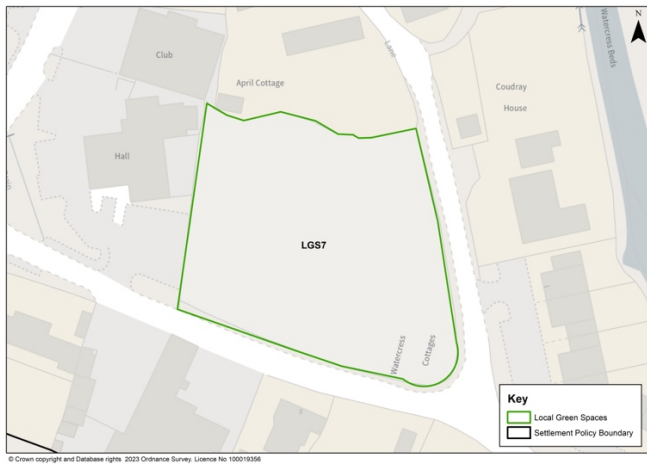 N
Club
April Cottage
Lane
Watercress Beds
Coudray
House
Hall
LGS7
Watercress
Cottages
Key
Local Green Spaces
Settlement Policy Boundary
© Crown copyright and Database rights 2023 Ordnance Survey. Licence No 100019356